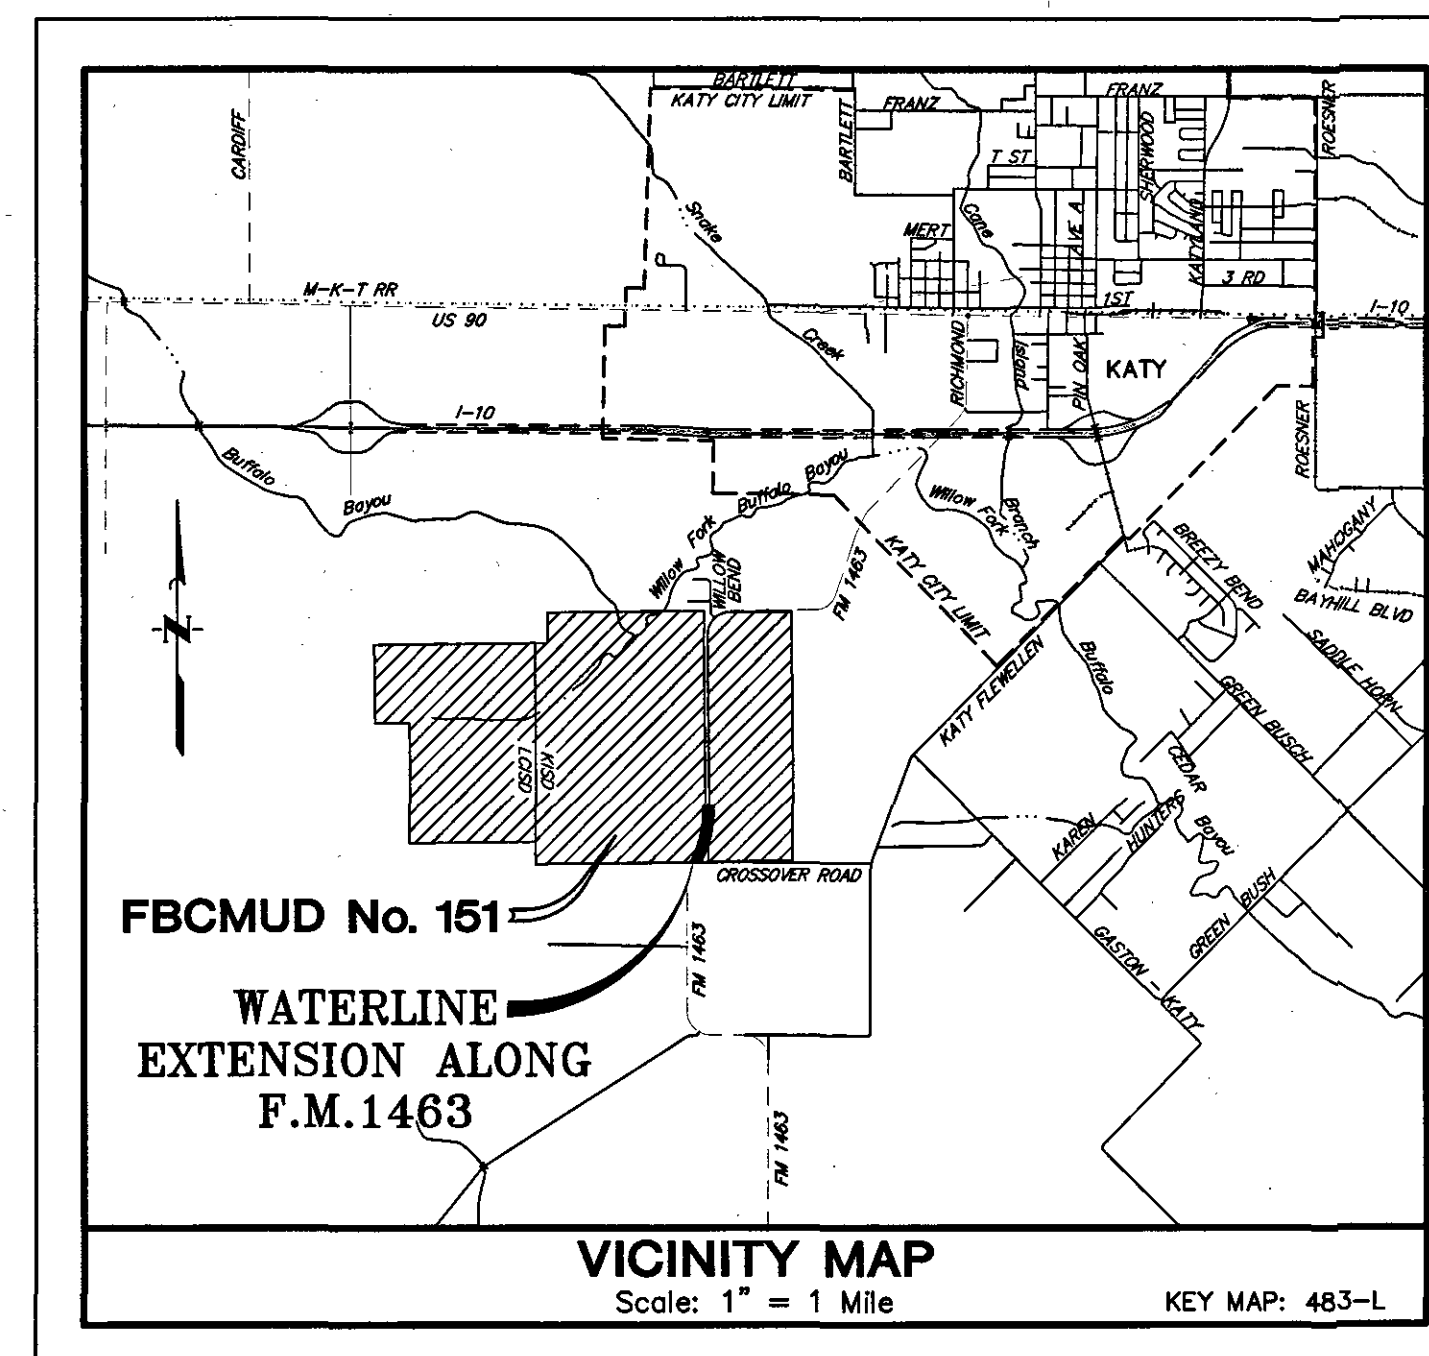 BARTLETT
KATY CITY LIMIT
CARDIFF
BARTLETT
FRANZ
FRANZ
ROESNER
T ST
SHERWOOD
Snake
Cane
MERT
AVE A
KATYLAND
3 RD
M-K-T RR
US 90
1ST
I-10
Creek
RICHMOND
Island
PIN OAK
KATY
I-10
ROESNER
Buffalo
Bayou
Willow Fork
Buffalo
Bayou
Willow Fork
Branch
WILLOW
BEND
FM 1463
KATY CITY LIMIT
BREEZY BEND
MAHOGANY
BAYHILL BLVD
SADDLE HORN
N
KATY FLEWELLEN
Buffalo
GREEN BUSCH
KISD
LCISD
CEDAR
KAREN
HUNTERS
Bayou
CROSSOVER ROAD
GREEN BUSH
FBCMUD No. 151
FM 1463
GASTON - KATY
WATERLINE
EXTENSION ALONG
F.M.1463
FM 1463
VICINITY MAP
Scale: 1" = 1 Mile
KEY MAP: 483-L